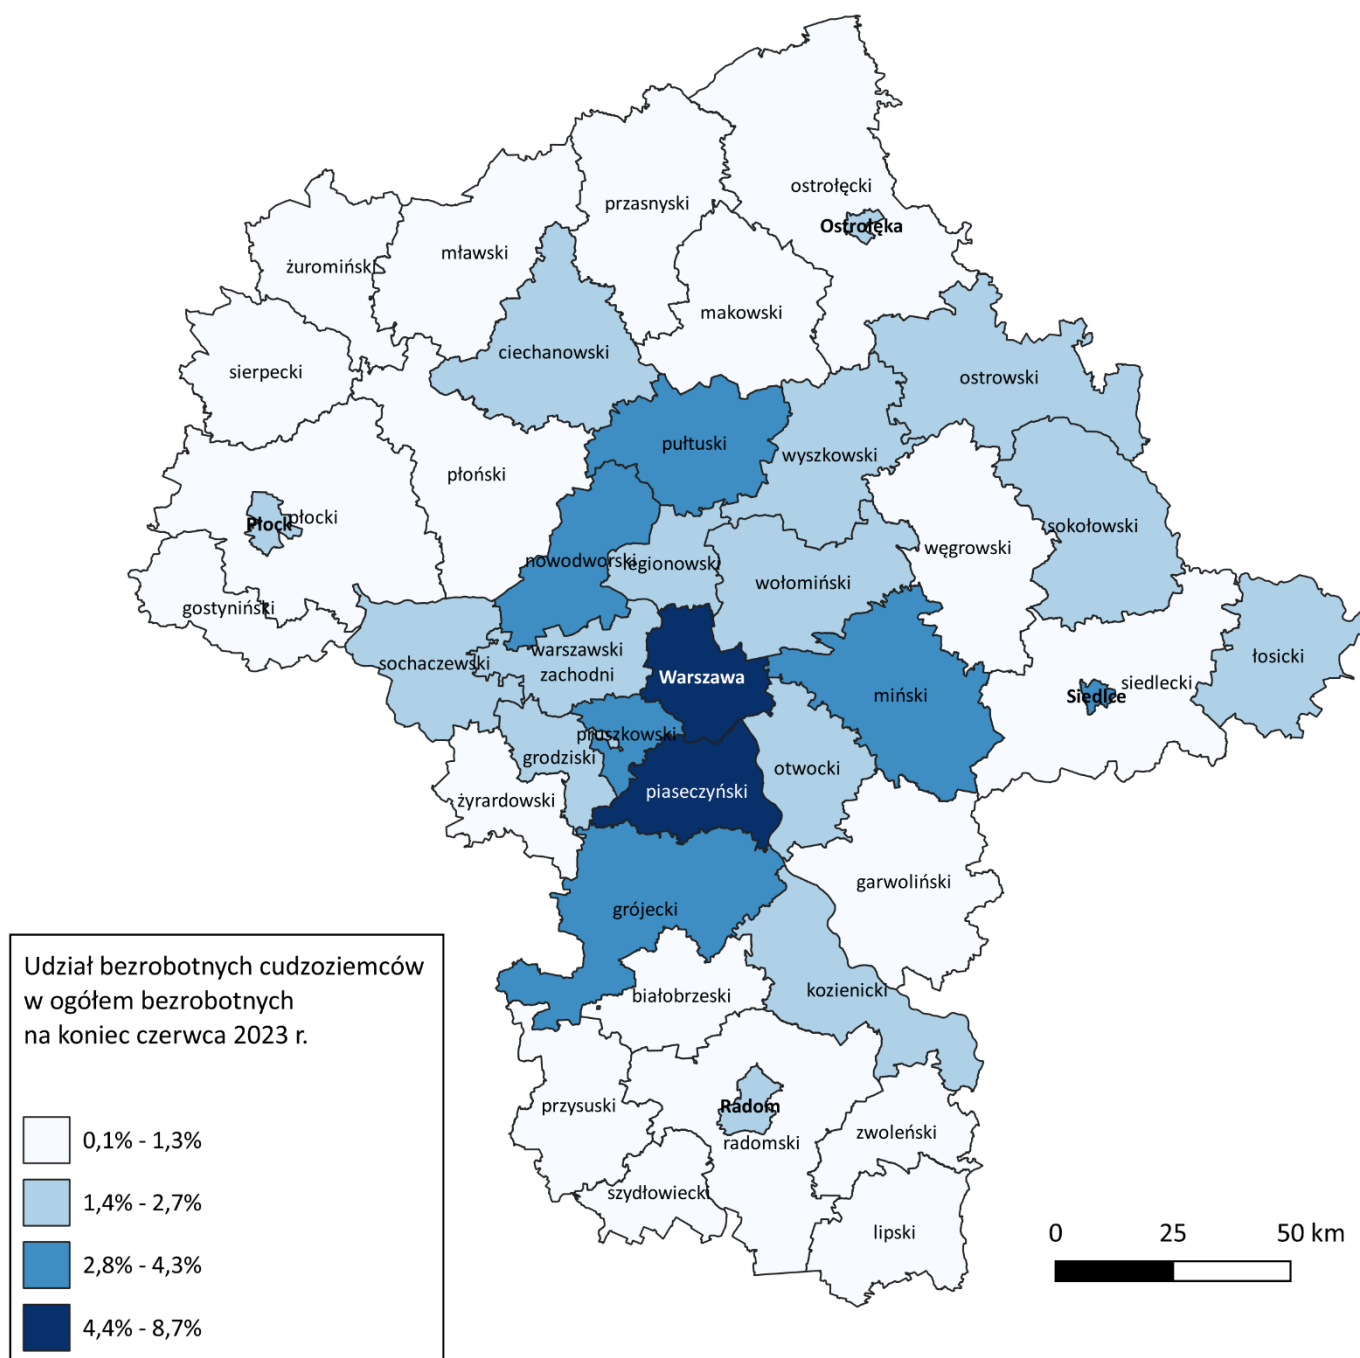 ostrołęcki
przasnyski
Ostrołęka
mławski
żuromiński
makowski
ciechanowski
sierpecki
ostrowski
pułtuski
wyszkowski
płoński
Płock
płocki
sokołowski
węgrowski
nowodworski
legionowski
wołomiński
gostyniński
warszawski
zachodni
sochaczewski
łosicki
Warszawa
siedlecki
Siedlce
miński
pruszkowski
grodziski
otwocki
piaseczyński
żyrardowski
garwoliński
grójecki
białobrzeski
kozienicki
przysuski
Radom
radomski
zwoleński
szydłowiecki
lipski
Udział bezrobotnych cudzoziemców
w ogółem bezrobotnych
na koniec czerwca 2023 r.
0,1% - 1,3%
1,4% - 2,7%
2,8% - 4,3%
4,4% - 8,7%
0 25 50 km